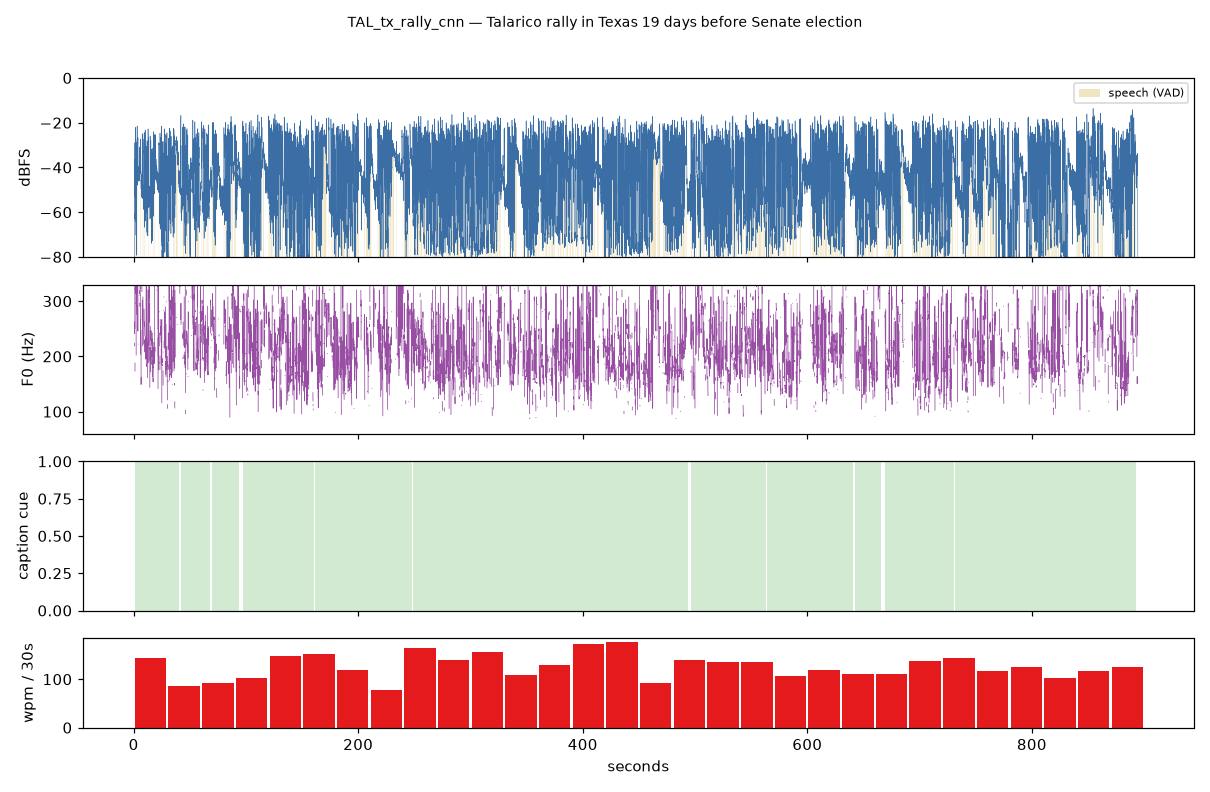 TAL_tx_rally_cnn — Talarico rally in Texas 19 days before Senate election
0
−20
−40
−60
−80
dBFS
speech (VAD)
300
200
100
F0 (Hz)
1.00
0.75
0.50
0.25
0.00
caption cue
100
0
wpm / 30s
0
200
400
600
800
seconds